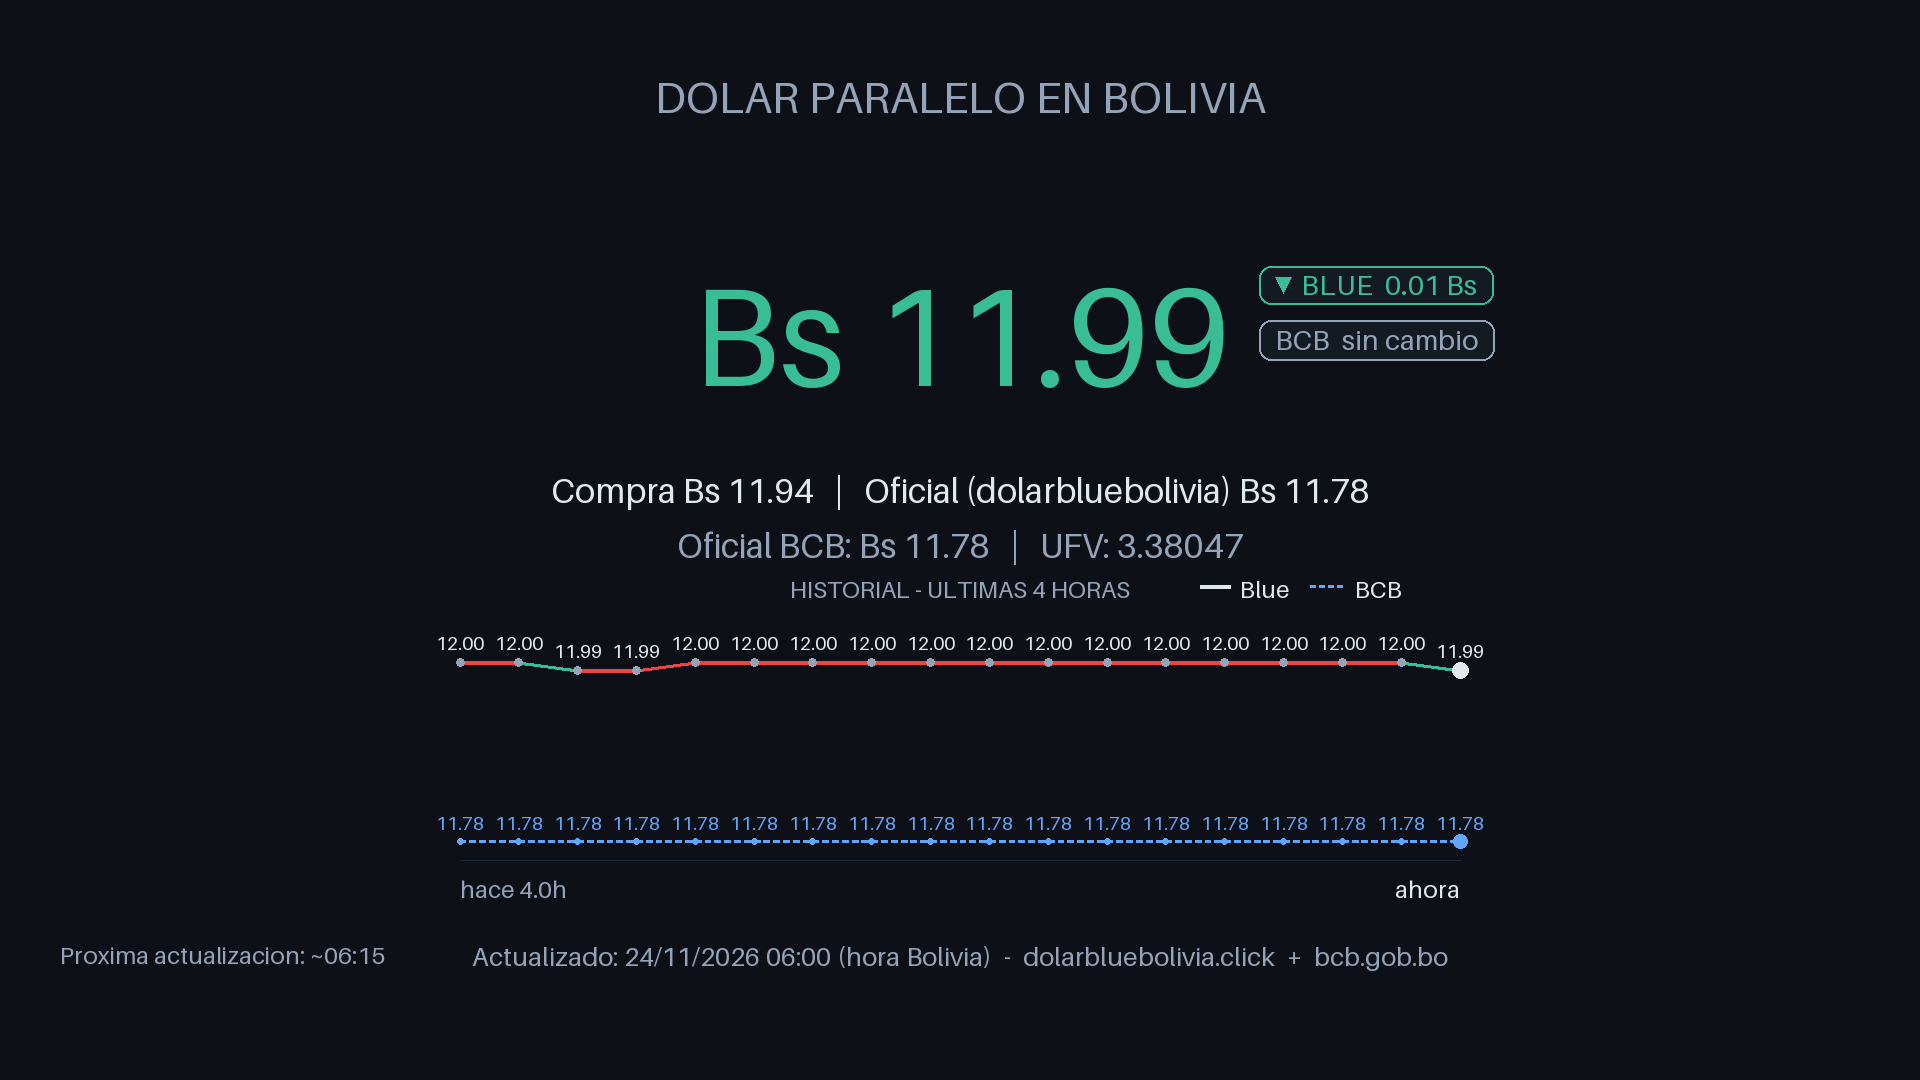 DOLAR PARALELO EN BOLIVIA
Bs 11.99
▼ BLUE 0.01 Bs
BCB sin cambio
Compra Bs 11.94 | Oficial (dolarbluebolivia) Bs 11.78
Oficial BCB: Bs 11.78 | UFV: 3.38047
HISTORIAL - ULTIMAS 4 HORAS Blue BCB
12.00 12.00 11.99 11.99 12.00 12.00 12.00 12.00 12.00 12.00 12.00 12.00 12.00 12.00 12.00 12.00 12.00 11.99
11.78 11.78 11.78 11.78 11.78 11.78 11.78 11.78 11.78 11.78 11.78 11.78 11.78 11.78 11.78 11.78 11.78 11.78
hace 4.0h ahora
Proxima actualizacion: ~06:15 Actualizado: 24/11/2026 06:00 (hora Bolivia) - dolarbluebolivia.click + bcb.gob.bo